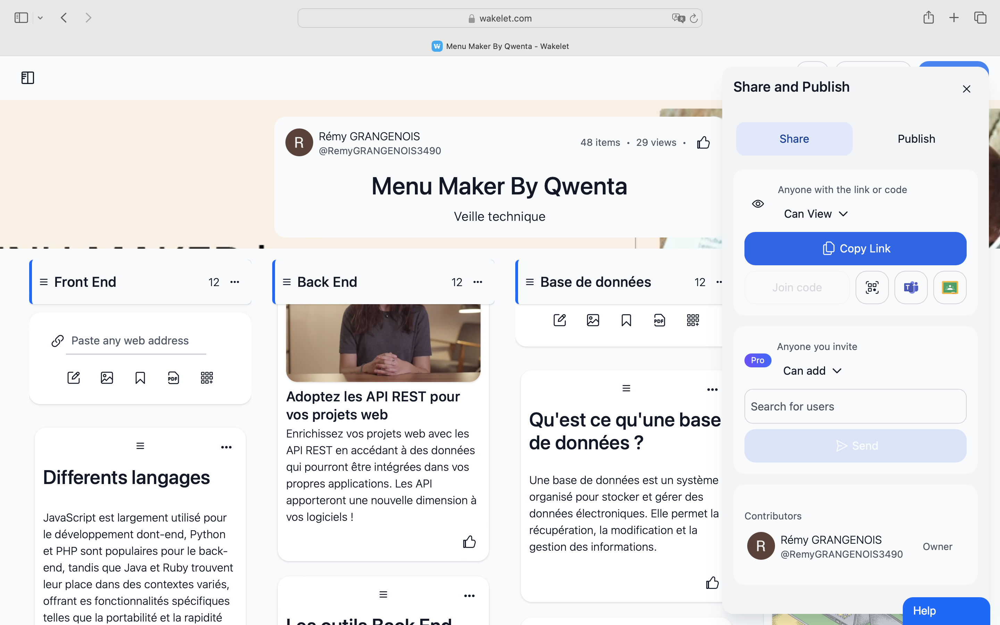 wakelet.com
Menu Maker By Qwenta - Wakelet
Share and Publish
Share
Publish
R
Rémy GRANGENOIS
@RemyGRANGENOIS3490
48 items • 29 views •
Menu Maker By Qwenta
Veille technique
Anyone with the link or code
Can View
Copy Link
Join code
Front End
12
Back End
12
Base de données
12
Paste any web address
PDF
PDF
Adoptez les API REST pour
vos projets web
Enrichissez vos projets web avec les
API REST en accédant à des données
qui pourront être intégrées dans vos
propres applications. Les API
apporteront une nouvelle dimension à
vos logiciels !
Qu'est ce qu'une base
de données ?
Une base de données est un système
organisé pour stocker et gérer des
données électroniques. Elle permet la
récupération, la modification et la
gestion des informations.
Differents langages
JavaScript est largement utilisé pour
le développement dont-end, Python
et PHP sont populaires pour le back-
end, tandis que Java et Ruby trouvent
leur place dans des contextes variés,
offrant es fonctionnalités spécifiques
telles que la portabilité et la rapidité
Les outils Back End
Anyone you invite
Pro
Can add
Search for users
Send
Contributors
R
Rémy GRANGENOIS
@RemyGRANGENOIS3490
Owner
Help